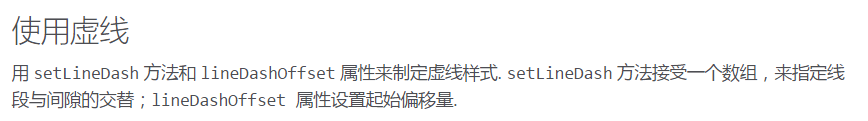 使用虚线
用 setLineDash 方法和 lineDashOffset 属性来制定虚线样式. setLineDash 方法接受一个数组，来指定线
段与间隙的交替；lineDashOffset 属性设置起始偏移量.